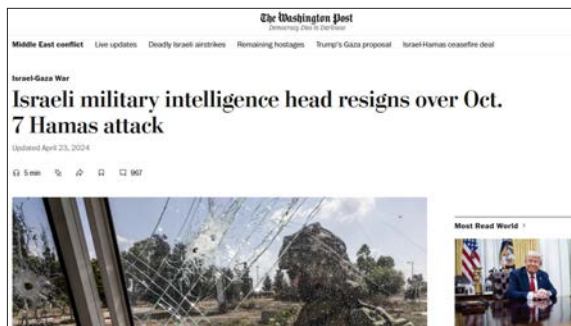 The Washington Post
Democracy Dies in Darkness
Middle East conflict Live updates Deadly Israeli airstrikes Remaining hostages Trump's Gaza proposal Israel-Hamas ceasefire deal
Israel-Gaza War
Israeli military intelligence head resigns over Oct.
7 Hamas attack
Updated April 23, 2024
5 min 967
Most Read World